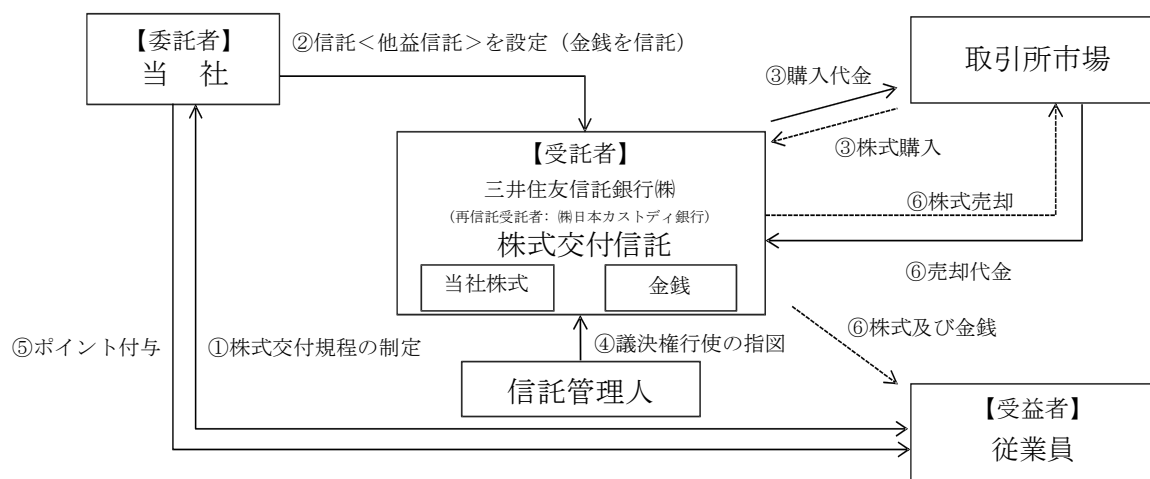 【委託者】
当 社
②信託<他益信託>を設定（金銭を信託）
③購入代金
取引所市場
③株式購入
【受託者】
三井住友信託銀行㈱
(再信託受託者: ㈱日本カストディ銀行)
株式交付信託
当社株式
金銭
⑥株式売却
⑥売却代金
⑤ポイント付与
①株式交付規程の制定
④議決権行使の指図
⑥株式及び金銭
信託管理人
【受益者】
従業員